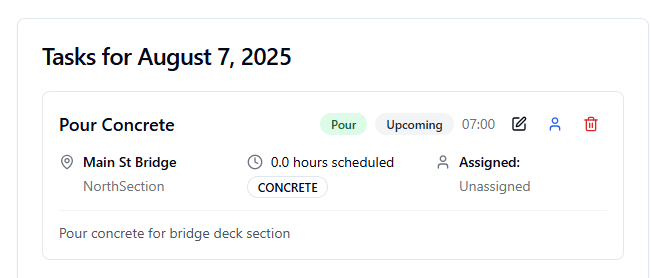 Tasks for August 7, 2025
Pour Concrete
Pour
Upcoming
07:00
Main St Bridge
NorthSection
0.0 hours scheduled
CONCRETE
Assigned:
Unassigned
Pour concrete for bridge deck section